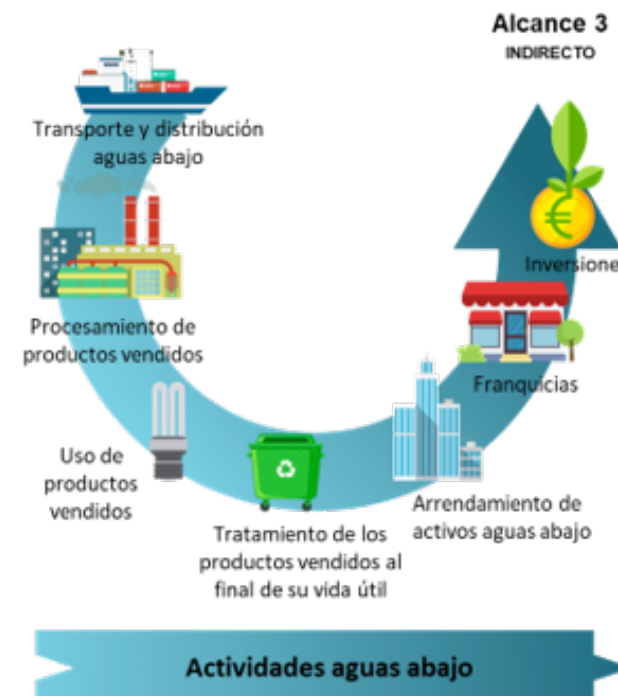 Alcance 3
INDIRECTO
Transporte y distribución
aguas abajo
Procesamiento de
productos vendidos
Uso de
productos
vendidos
Tratamiento de los
productos vendidos al
final de su vida útil
Arrendamiento de
activos aguas abajo
Franquicias
Inversione
€
Actividades aguas abajo